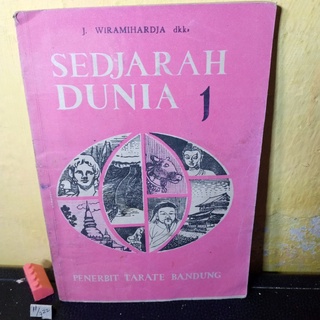 J. WIRAMIHARDJA dkk.
SEDJARAH
DUNIA 1
PENERBIT TARATE BANDUNG